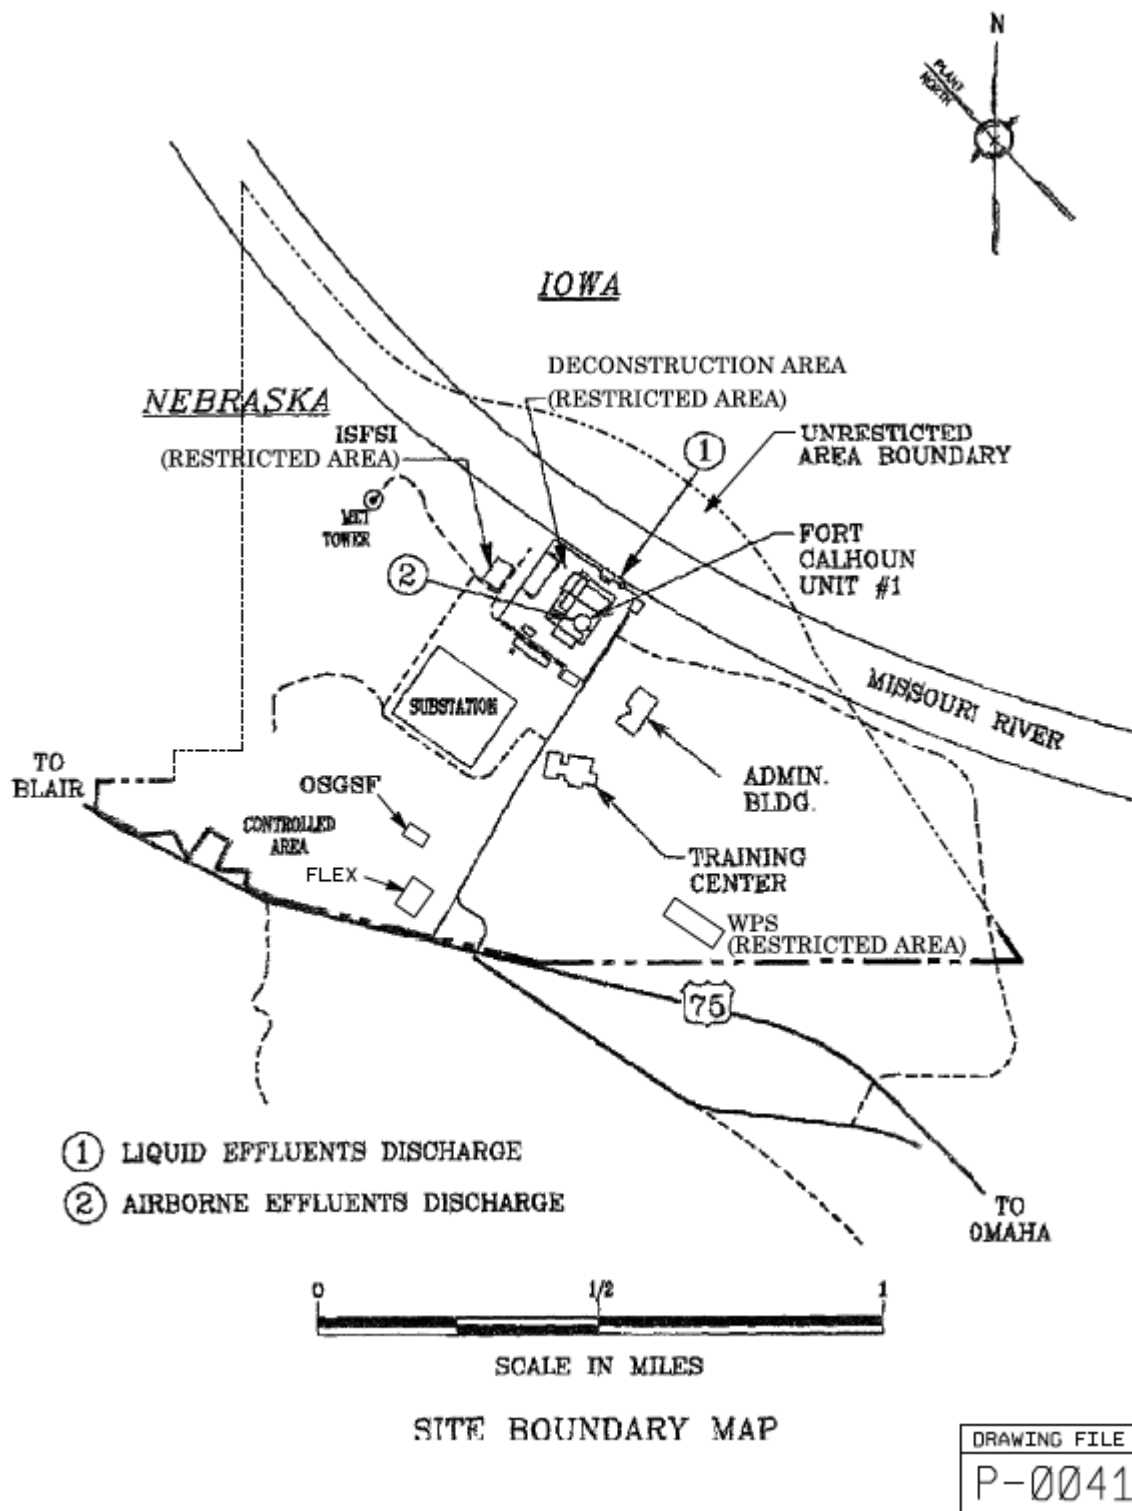 N
PLANT
NORTH
IOWA
DECONSTRUCTION AREA
(RESTRICTED AREA)
NEBRASKA
ISFSI
(RESTRICTED AREA)
1
UNRESTICTED
AREA BOUNDARY
MET
TOWER
2
FORT
CALHOUN
UNIT #1
MISSOURI RIVER
SUBSTATION
TO
BLAIR
OSGSF
ADMIN.
BLDG.
CONTROLLED
AREA
FLEX
TRAINING
CENTER
WPS
(RESTRICTED AREA)
75
1 LIQUID EFFLUENTS DISCHARGE
2 AIRBORNE EFFLUENTS DISCHARGE
TO
OMAHA
0 1/2 1
SCALE IN MILES
SITE BOUNDARY MAP
DRAWING FILE
P-0041